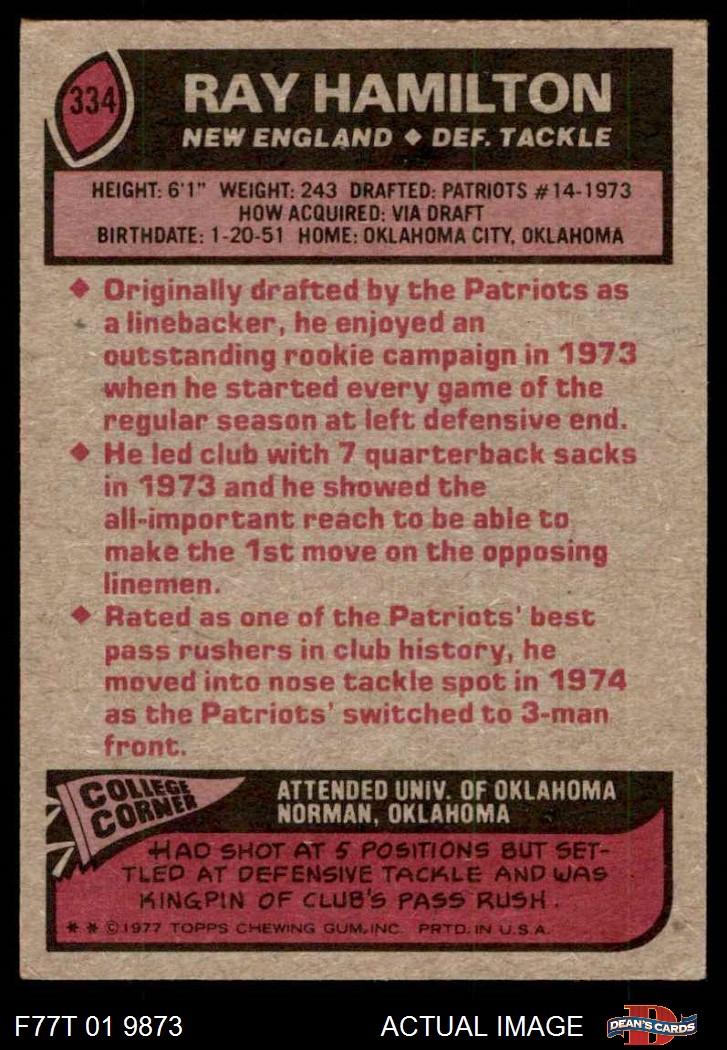 334
RAY HAMILTON
NEW ENGLAND ◆ DEF. TACKLE
HEIGHT: 6'1" WEIGHT: 243 DRAFTED: PATRIOTS #14-1973
HOW ACQUIRED: VIA DRAFT
BIRTHDATE: 1-20-51 HOME: OKLAHOMA CITY, OKLAHOMA
◆ Originally drafted by the Patriots as
a linebacker, he enjoyed an
outstanding rookie campaign in 1973
when he started every game of the
regular season at left defensive end.
◆ He led club with 7 quarterback sacks
in 1973 and he showed the
all-important reach to be able to
make the 1st move on the opposing
linemen.
◆ Rated as one of the Patriots' best
pass rushers in club history, he
moved into nose tackle spot in 1974
as the Patriots' switched to 3-man
front.
COLLEGE
CORNER
ATTENDED UNIV. OF OKLAHOMA
NORMAN, OKLAHOMA
HAD SHOT AT 5 POSITIONS BUT SET-
TLED AT DEFENSIVE TACKLE AND WAS
KINGPIN OF CLUB'S PASS RUSH.
* * ©1977 TOPPS CHEWING GUM, INC. PRTD. IN U.S.A.
F77T 01 9873 ACTUAL IMAGE D DEAN'S CARDS